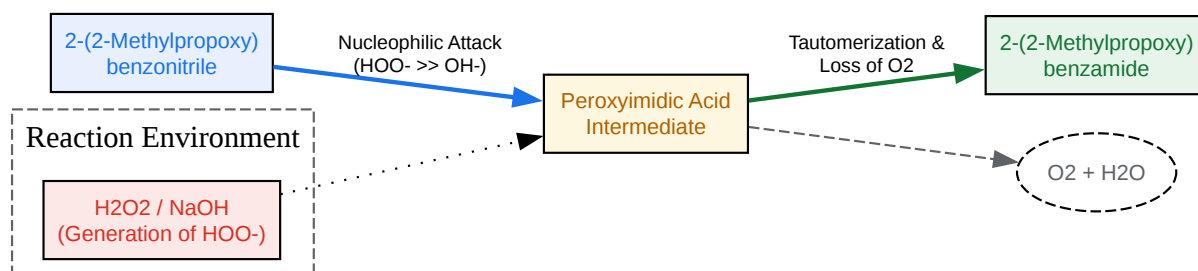 2-(2-Methylpropoxy)
benzonitrile
Nucleophilic Attack
(HOO- >> OH-)
Tautomerization &
Loss of O2
2-(2-Methylpropoxy)
benzamide
Peroxyimidic Acid
Intermediate
Reaction Environment
H2O2 / NaOH
(Generation of HOO-)
O2 + H2O